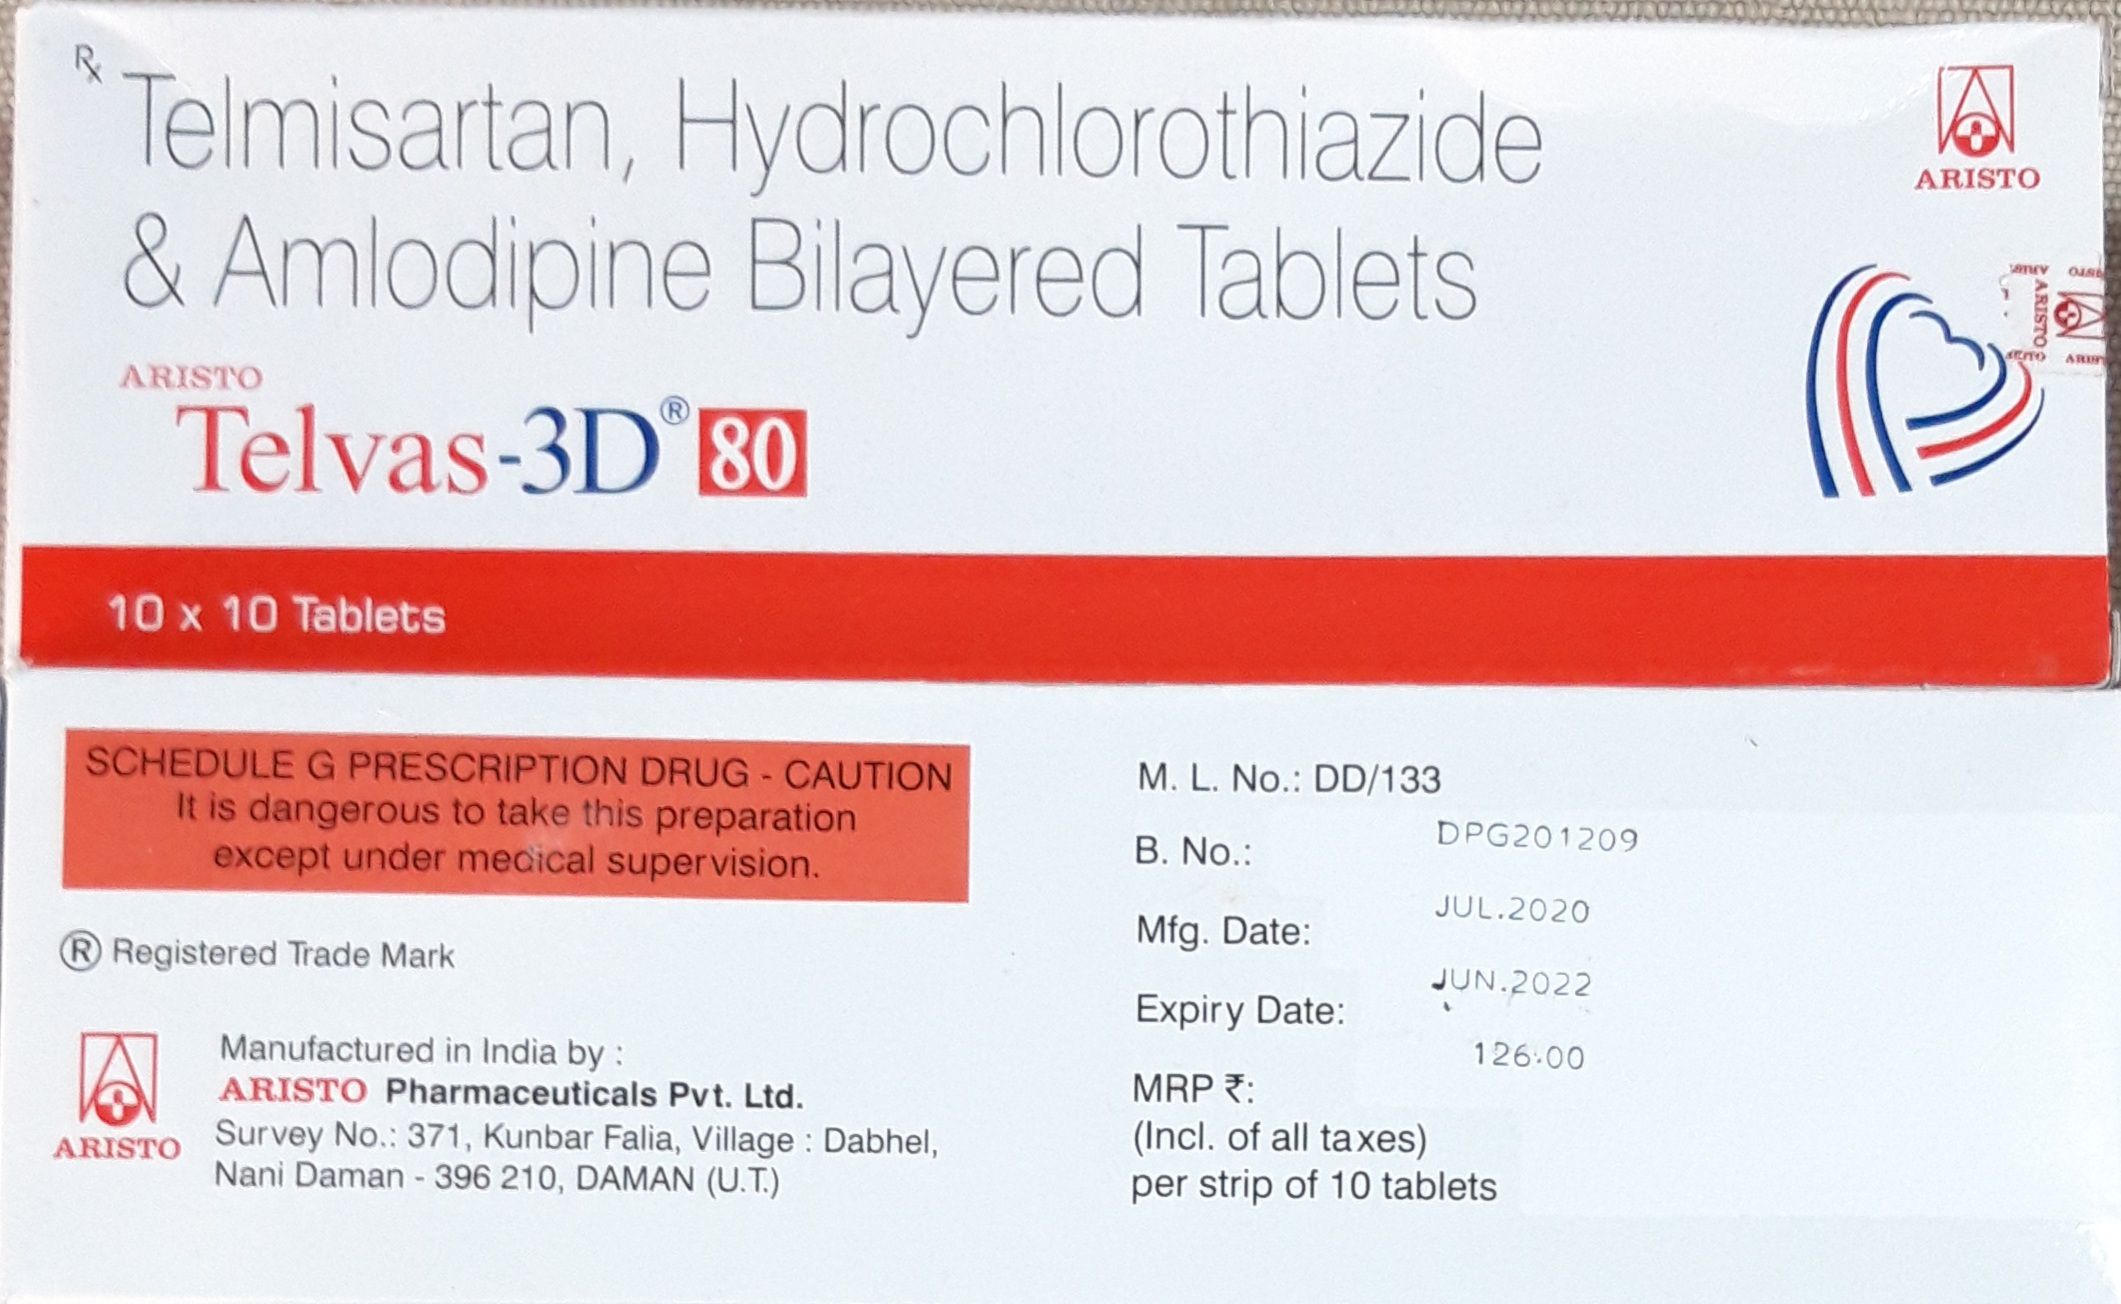 Rx Telmisartan, Hydrochlorothiazide
& Amlodipine Bilayered Tablets
ARISTO
ARISTO
Telvas-3D® 80
ARISTO
ARISTO
10 x 10 Tablets
SCHEDULE G PRESCRIPTION DRUG - CAUTION
It is dangerous to take this preparation
except under medical supervision.
® Registered Trade Mark
ARISTO
Manufactured in India by :
ARISTO Pharmaceuticals Pvt. Ltd.
Survey No.: 371, Kunbar Falia, Village : Dabhel,
Nani Daman - 396 210, DAMAN (U.T.)
M. L. No.: DD/133
B. No.: DPG201209
Mfg. Date: JUL.2020
Expiry Date: JUN.2022
MRP ₹: 126.00
(Incl. of all taxes)
per strip of 10 tablets